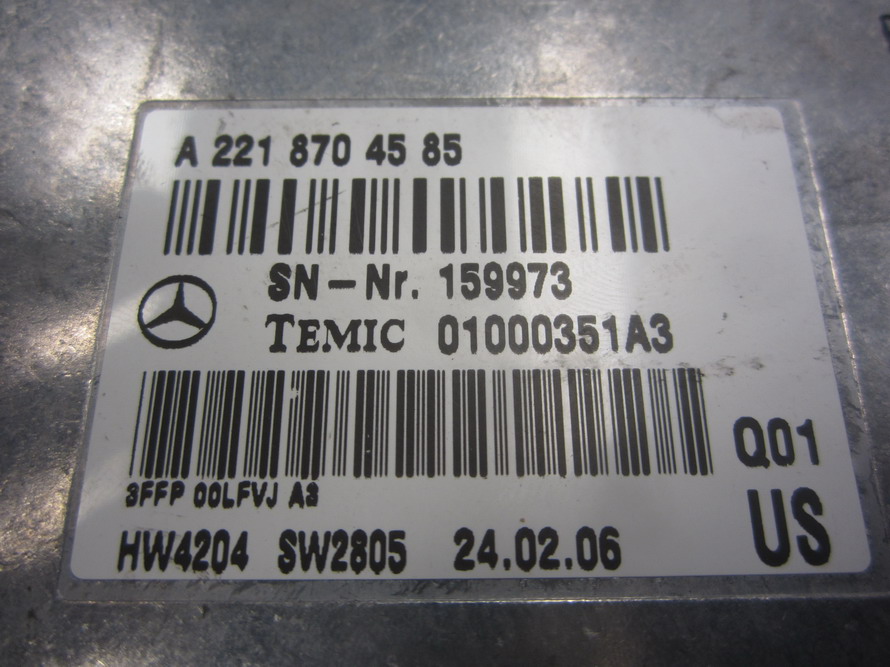 A 221 870 45 85
SN-Nr. 159973
TEMIC 01000351A3
3FFP 00LFVJ A3
Q01
US
HW4204 SW2805 24.02.06